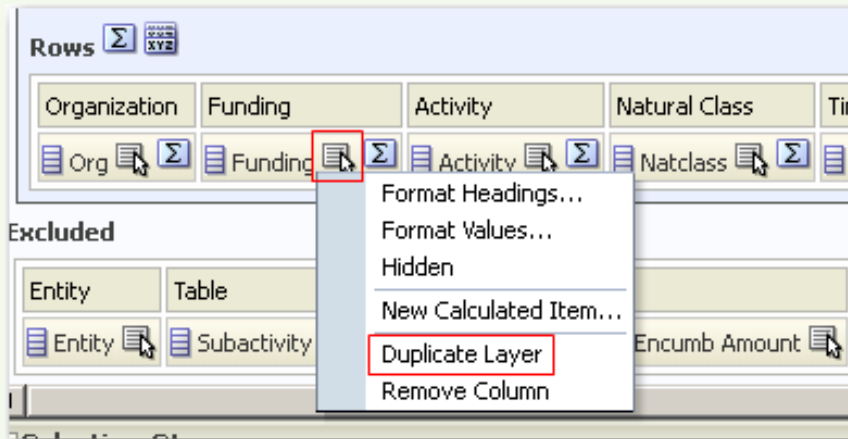 Rows Σ XYZ
Organization Funding Activity Natural Class
Org Σ Funding Σ Activity Σ Natclass Σ
Format Headings...
Format Values...
Hidden
New Calculated Item...
Duplicate Layer
Remove Column
Excluded
Entity Table
Entity Subactivity Encumb Amount